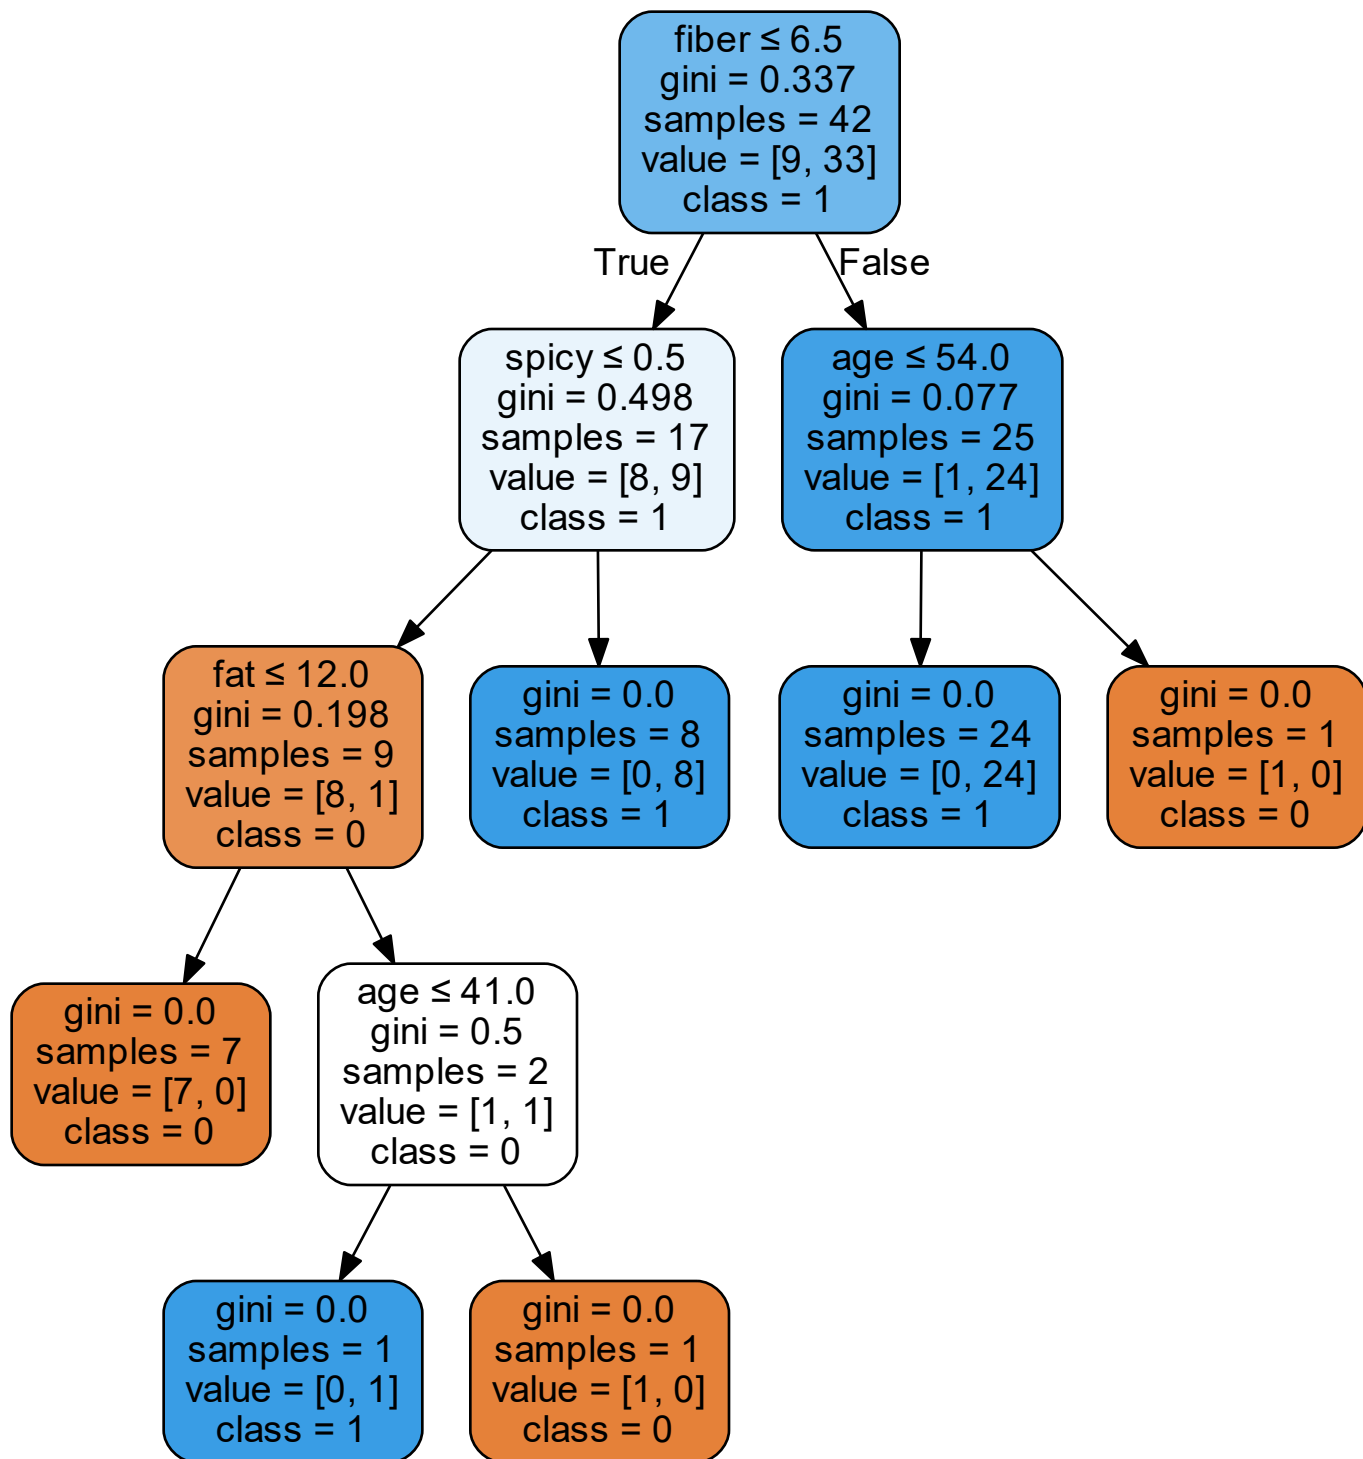 fiber ≤ 6.5
gini = 0.337
samples = 42
value = [9, 33]
class = 1
True
False
spicy ≤ 0.5
gini = 0.498
samples = 17
value = [8, 9]
class = 1
age ≤ 54.0
gini = 0.077
samples = 25
value = [1, 24]
class = 1
fat ≤ 12.0
gini = 0.198
samples = 9
value = [8, 1]
class = 0
gini = 0.0
samples = 8
value = [0, 8]
class = 1
gini = 0.0
samples = 24
value = [0, 24]
class = 1
gini = 0.0
samples = 1
value = [1, 0]
class = 0
gini = 0.0
samples = 7
value = [7, 0]
class = 0
age ≤ 41.0
gini = 0.5
samples = 2
value = [1, 1]
class = 0
gini = 0.0
samples = 1
value = [0, 1]
class = 1
gini = 0.0
samples = 1
value = [1, 0]
class = 0